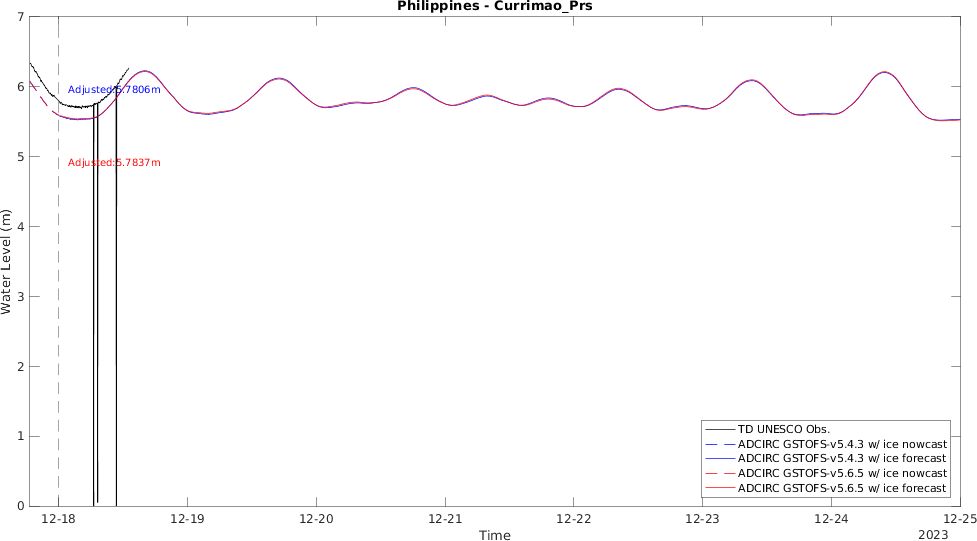 Philippines - Currimao_Prs
7
6
5
4
3
2
1
0
Water Level (m)
Adjusted:5.7806m
Adjusted:5.7837m
TD UNESCO Obs.
ADCIRC GSTOFS-v5.4.3 w/ ice nowcast
ADCIRC GSTOFS-v5.4.3 w/ ice forecast
ADCIRC GSTOFS-v5.6.5 w/ ice nowcast
ADCIRC GSTOFS-v5.6.5 w/ ice forecast
12-18 12-19 12-20 12-21 12-22 12-23 12-24 12-25
Time
2023